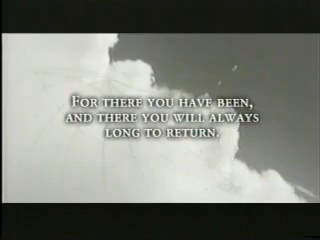 FOR THERE YOU HAVE BEEN,
AND THERE YOU WILL ALWAYS
LONG TO RETURN.